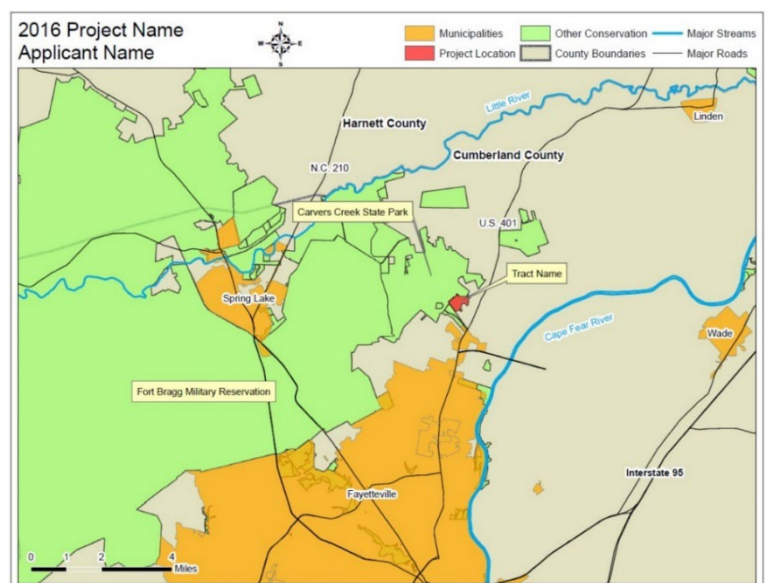 2016 Project Name
Applicant Name
N
W
E
S
Municipalities
Project Location
Other Conservation
County Boundaries
Major Streams
Major Roads
Little River
Linden
Harnett County
Cumberland County
N.C. 210
Carvers Creek State Park
U.S. 401
Tract Name
Spring Lake
Cape Fear River
Wade
Fort Bragg Military Reservation
Interstate 95
Fayetteville
0 1 2 4
Miles